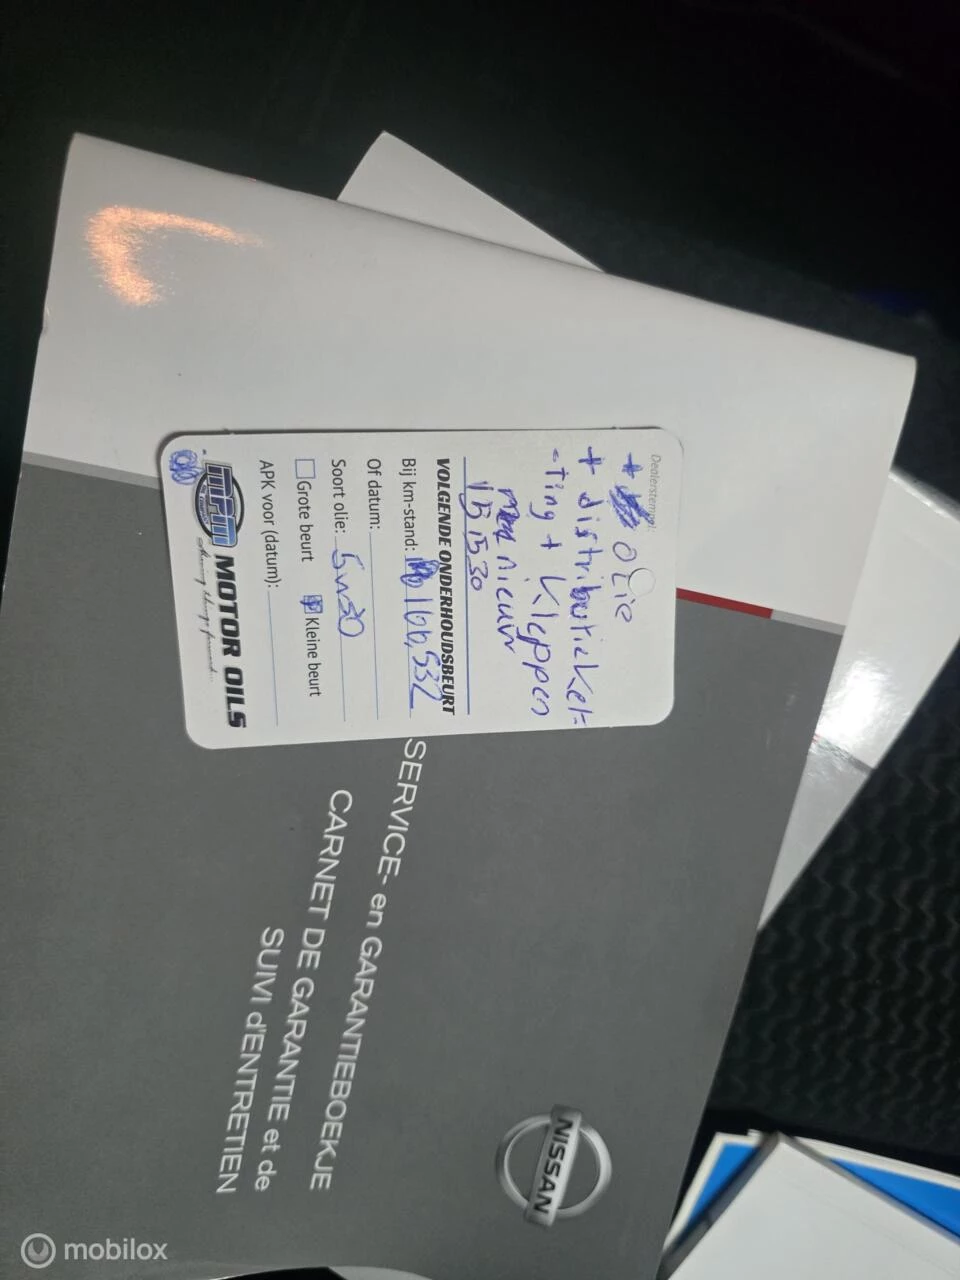 Dealerstempel:
+ olie
+ distributieket-
-ting + kleppen
nieuw
VOLGENDE ONDERHOUDSBEURT
Bij km-stand: 166,532
Of datum:
Soort olie: 5w30
Grote beurt Kleine beurt
APK voor (datum):
MPM MOTOR OILS
SERVICE- en GARANTIEBOEKJE
CARNET DE GARANTIE et de
SUIVI d'ENTRETIEN
NISSAN
mobilox